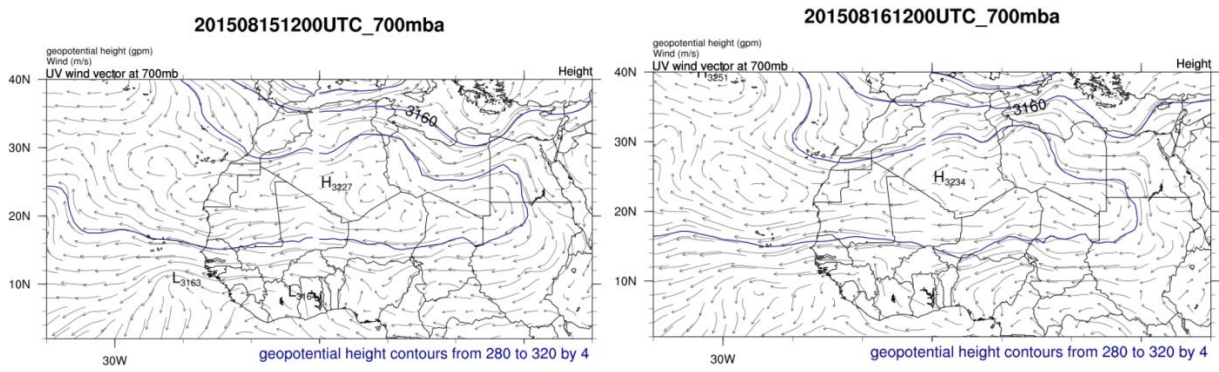 201508151200UTC_700mba
geopotential height (gpm)
Wind (m/s)
UV wind vector at 700mb
Height
40N
30N
20N
10N
30W
3160
H3227
L3163
L316
geopotential height contours from 280 to 320 by 4
201508161200UTC_700mba
geopotential height (gpm)
Wind (m/s)
UV wind vector at 700mb
Height
40N
30N
20N
10N
30W
H3251
3160
H3234
geopotential height contours from 280 to 320 by 4